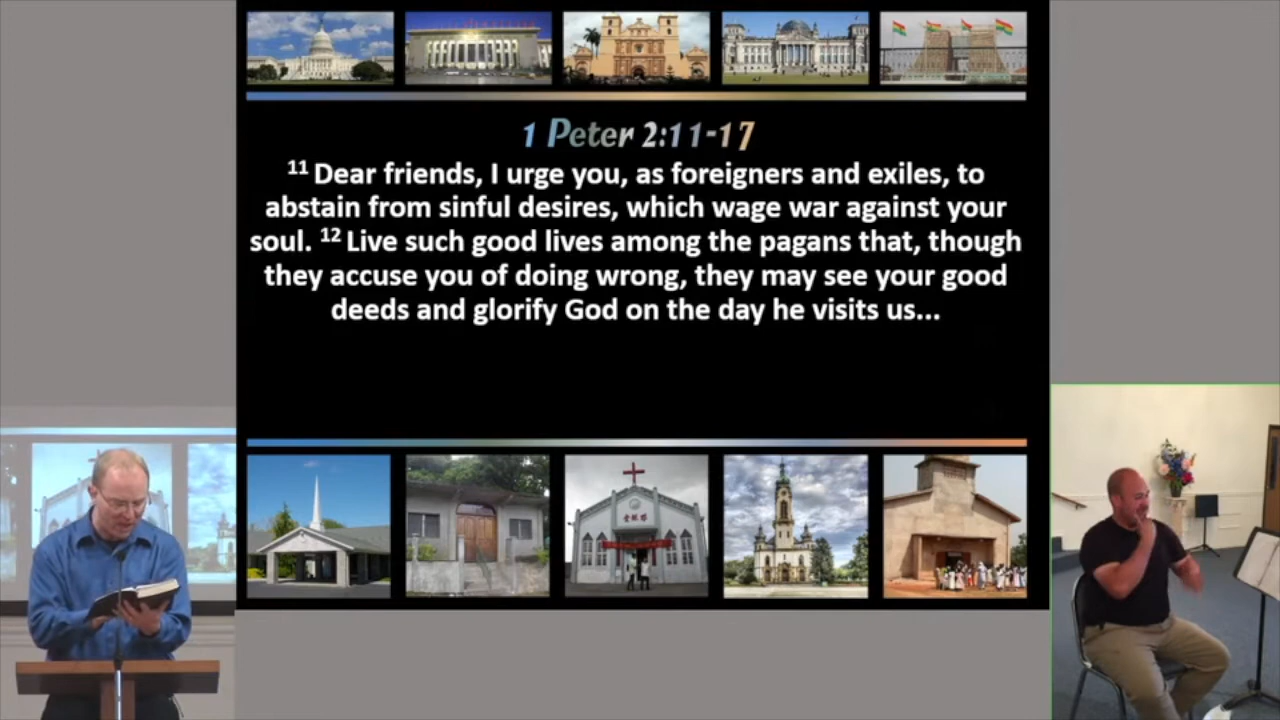 1 Peter 2:11-17
11 Dear friends, I urge you, as foreigners and exiles, to
abstain from sinful desires, which wage war against your
soul. 12 Live such good lives among the pagans that, though
they accuse you of doing wrong, they may see your good
deeds and glorify God on the day he visits us...